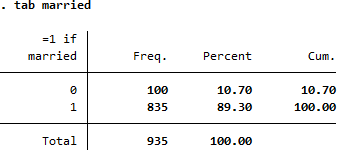 . tab married
=1 if
married Freq. Percent Cum.
0 100 10.70 10.70
1 835 89.30 100.00
Total 935 100.00